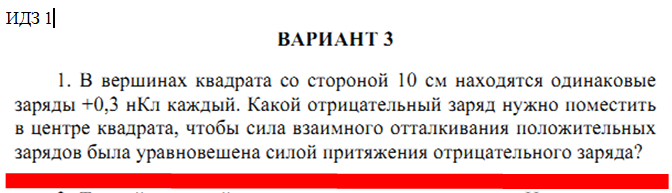 ИДЗ 1
ВАРИАНТ 3
1. В вершинах квадрата со стороной 10 см находятся одинаковые
заряды +0,3 нКл каждый. Какой отрицательный заряд нужно поместить
в центре квадрата, чтобы сила взаимного отталкивания положительных
зарядов была уравновешена силой притяжения отрицательного заряда?